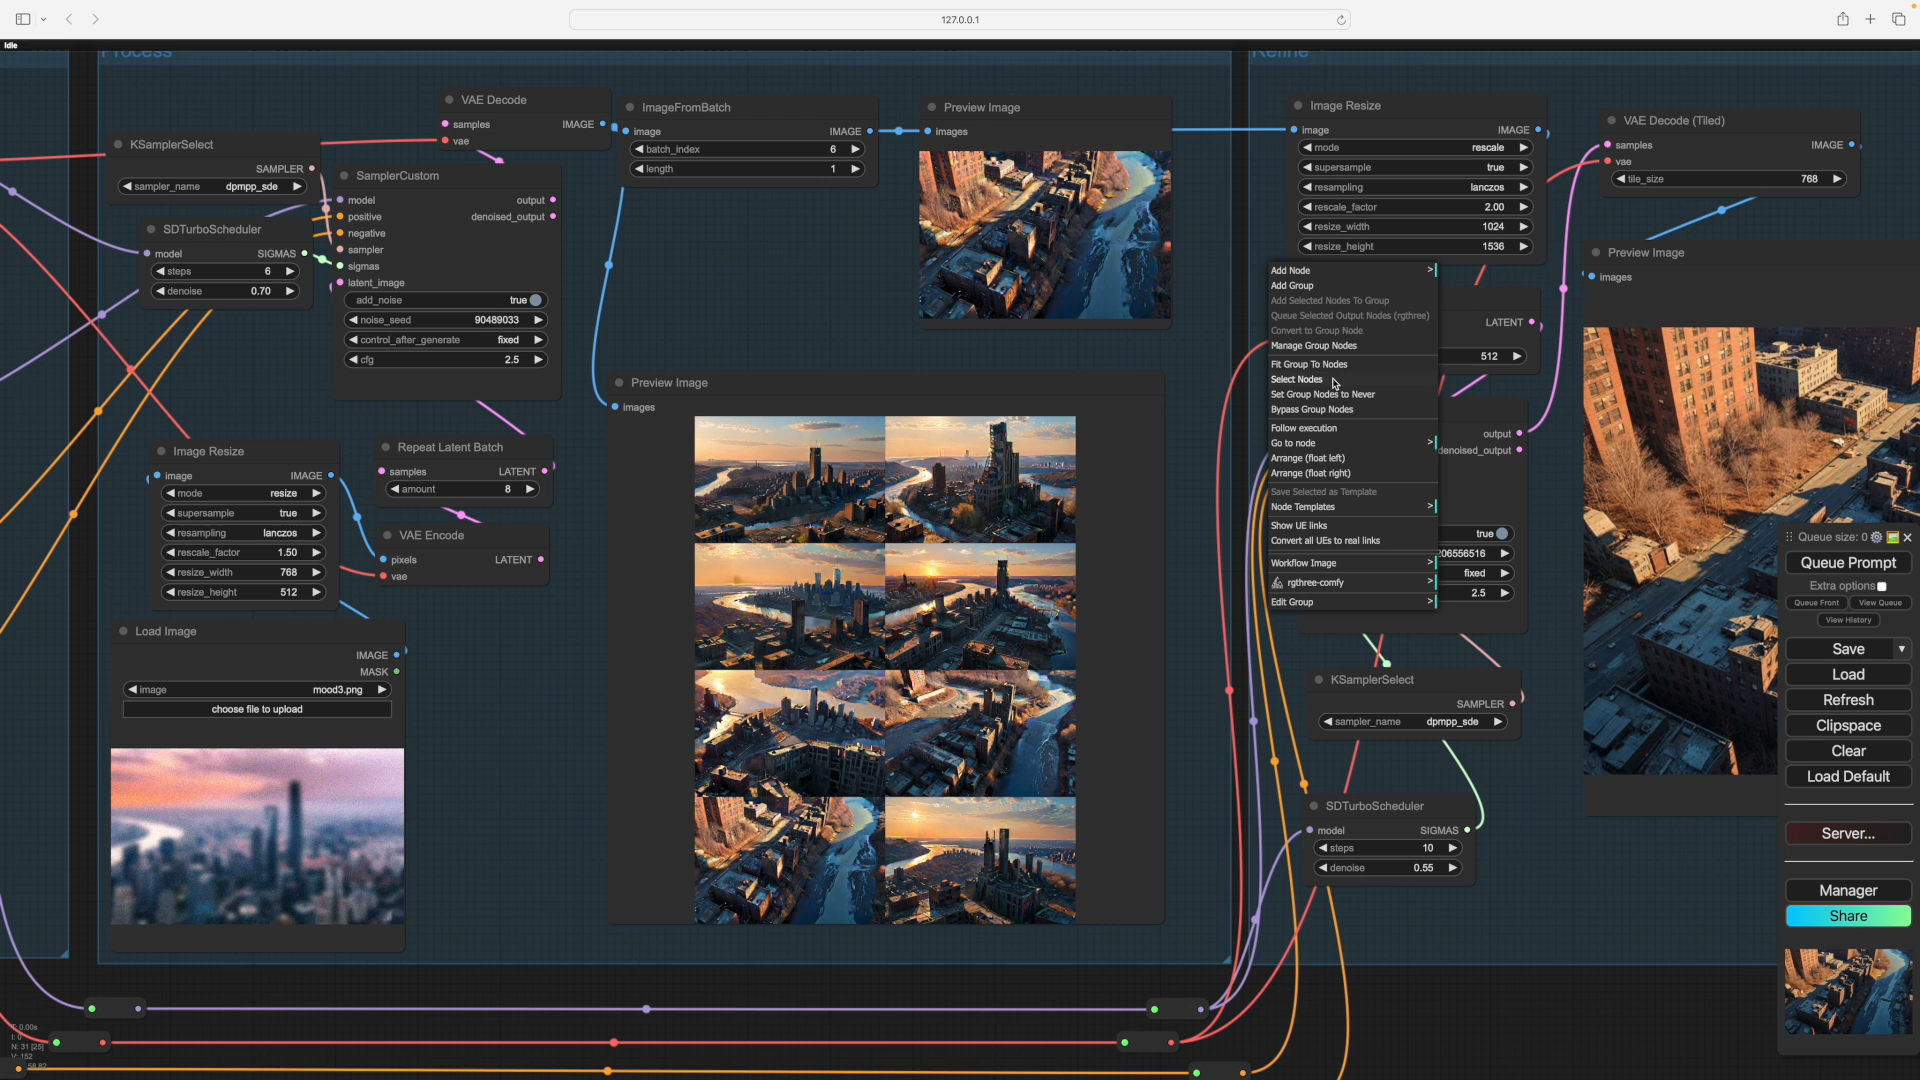 127.0.0.1
Idle
Process
Refine
VAE Decode
samples
IMAGE
vae
ImageFromBatch
image
IMAGE
batch_index
6
length
1
Preview Image
images
Image Resize
image
IMAGE
mode
rescale
supersample
true
resampling
lanczos
rescale_factor
2.00
resize_width
1024
resize_height
1536
VAE Decode (Tiled)
samples
IMAGE
vae
tile_size
768
KSamplerSelect
SAMPLER
sampler_name
dpmpp_sde
SamplerCustom
model
output
positive
denoised_output
negative
sampler
sigmas
latent_image
add_noise
true
noise_seed
90489033
control_after_generate
fixed
cfg
2.5
SDTurboScheduler
model
SIGMAS
steps
6
denoise
0.70
Preview Image
images
Preview Image
images
Add Node
>
Add Group
Add Selected Nodes To Group
Queue Selected Output Nodes (rgthree)
Convert to Group Node
Manage Group Nodes
Fit Group To Nodes
Select Nodes
Set Group Nodes to Never
Bypass Group Nodes
Follow execution
Go to node
>
Arrange (float left)
Arrange (float right)
Save Selected as Template
Node Templates
>
Show UE links
Convert all UEs to real links
Workflow Image
>
rgthree-comfy
>
Edit Group
>
LATENT
512
output
denoised_output
true
206556516
fixed
2.5
Image Resize
image
IMAGE
mode
resize
supersample
true
resampling
lanczos
rescale_factor
1.50
resize_width
768
resize_height
512
Repeat Latent Batch
samples
LATENT
amount
8
VAE Encode
pixels
LATENT
vae
Load Image
IMAGE
MASK
image
mood3.png
choose file to upload
KSamplerSelect
SAMPLER
sampler_name
dpmpp_sde
SDTurboScheduler
model
SIGMAS
steps
10
denoise
0.55
Queue size: 0
Queue Prompt
Extra options
Queue Front
View Queue
View History
Save
Load
Refresh
Clipspace
Clear
Load Default
Server...
Manager
Share
T: 0.00s
I: 0
N: 31 [25]
V: 152
58.82